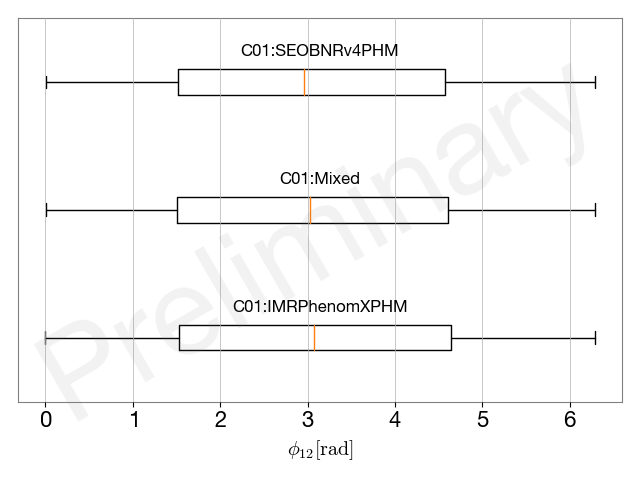 C01:SEOBNRv4PHM
C01:Mixed
C01:IMRPhenomXPHM
Preliminary
0 1 2 3 4 5 6
ϕ₁₂[rad]